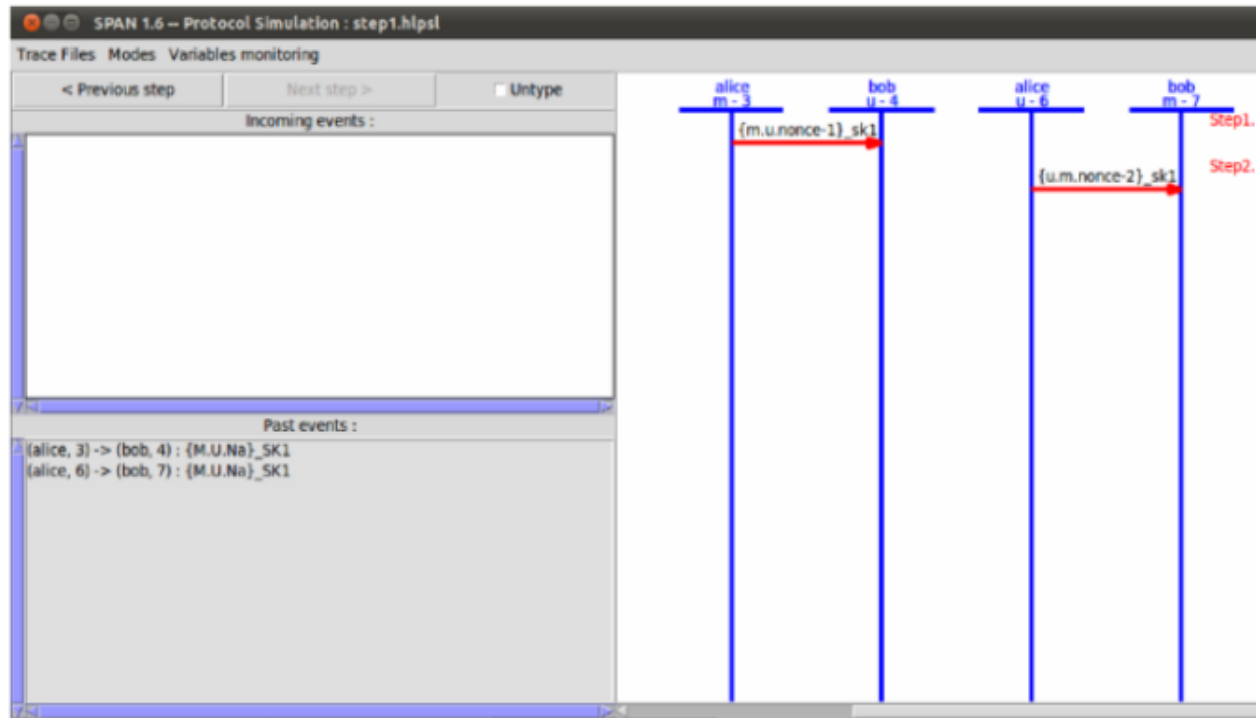 SPAN 1.6 -- Protocol Simulation : step1.hlpsl
Trace Files Modes Variables monitoring
< Previous step Next step > Untype
Incoming events :
Past events :
(alice, 3) -> (bob, 4) : {M.U.Na}_SK1
(alice, 6) -> (bob, 7) : {M.U.Na}_SK1
alice bob alice bob
m - 3 u - 4 u - 6 m - 7
{m.u.nonce-1}_sk1 Step1.
{u.m.nonce-2}_sk1 Step2.